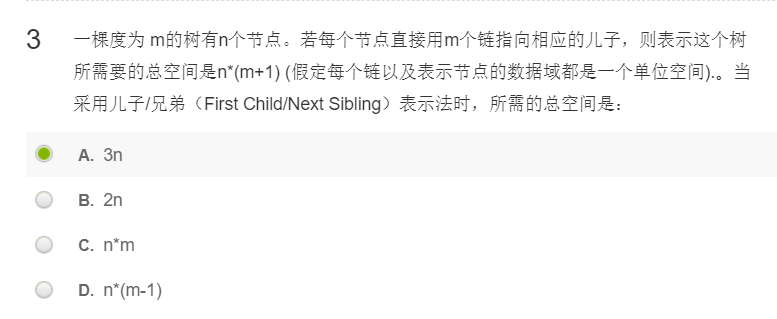 3
一棵度为 m的树有n个节点。若每个节点直接用m个链指向相应的儿子，则表示这个树
所需要的总空间是n*(m+1) (假定每个链以及表示节点的数据域都是一个单位空间).。当
采用儿子/兄弟（First Child/Next Sibling）表示法时，所需的总空间是：
A. 3n
B. 2n
C. n*m
D. n*(m-1)